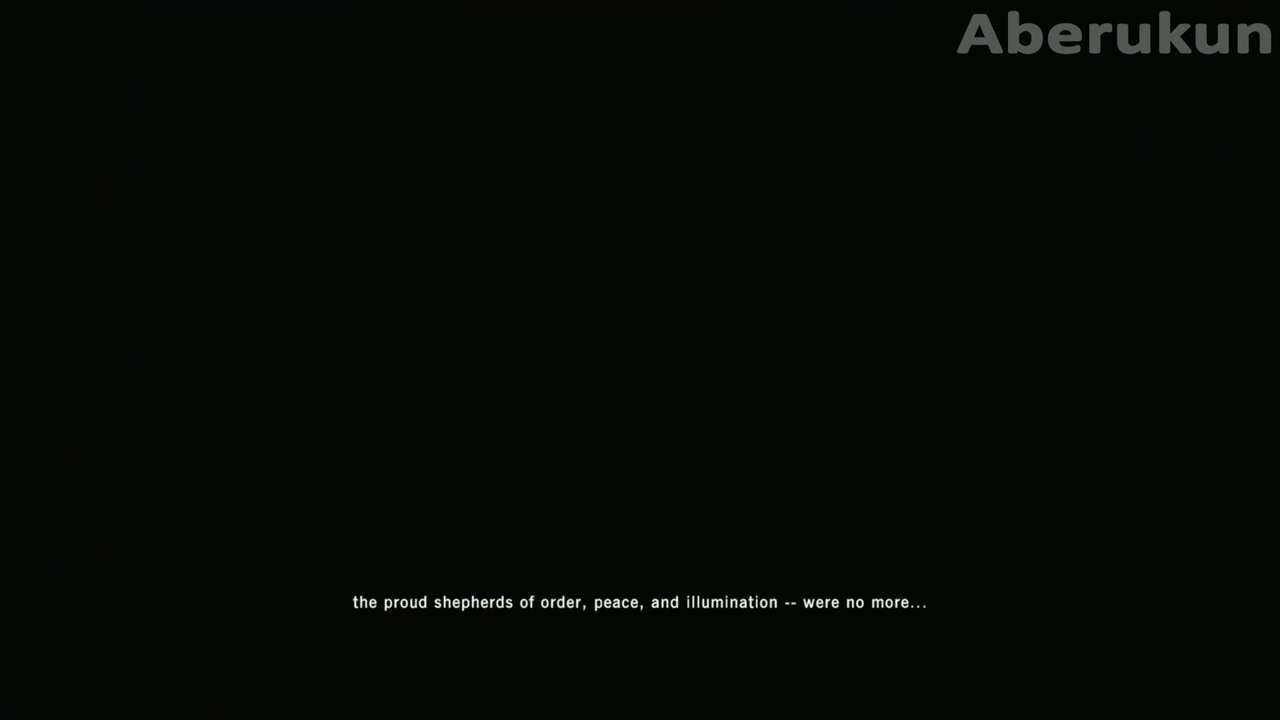 Aberukun
the proud shepherds of order, peace, and illumination -- were no more...